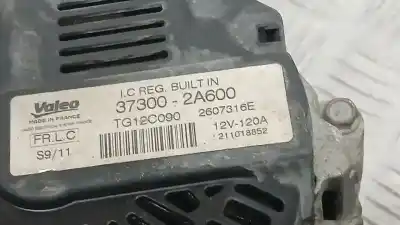 I.C REG. BUILT IN
Valeo
37300 - 2A600
MADE IN FRANCE
TG12C090 2607316E
FR.L.C
12V-120A
S9/11
211018852